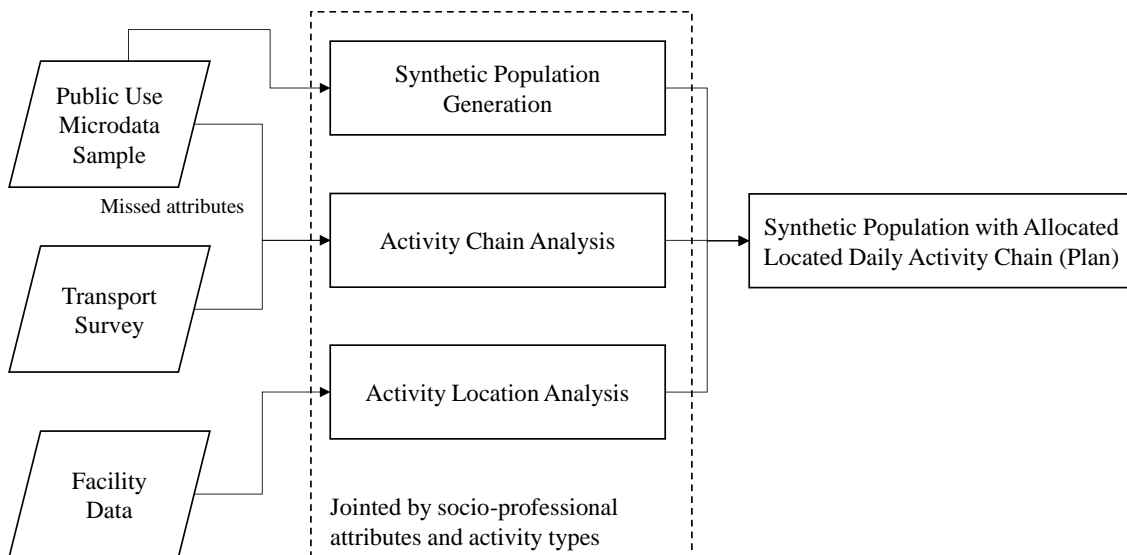 Public Use
Microdata
Sample
Missed attributes
Transport
Survey
Facility
Data
Synthetic Population
Generation
Activity Chain Analysis
Activity Location Analysis
Jointed by socio-professional
attributes and activity types
Synthetic Population with Allocated
Located Daily Activity Chain (Plan)